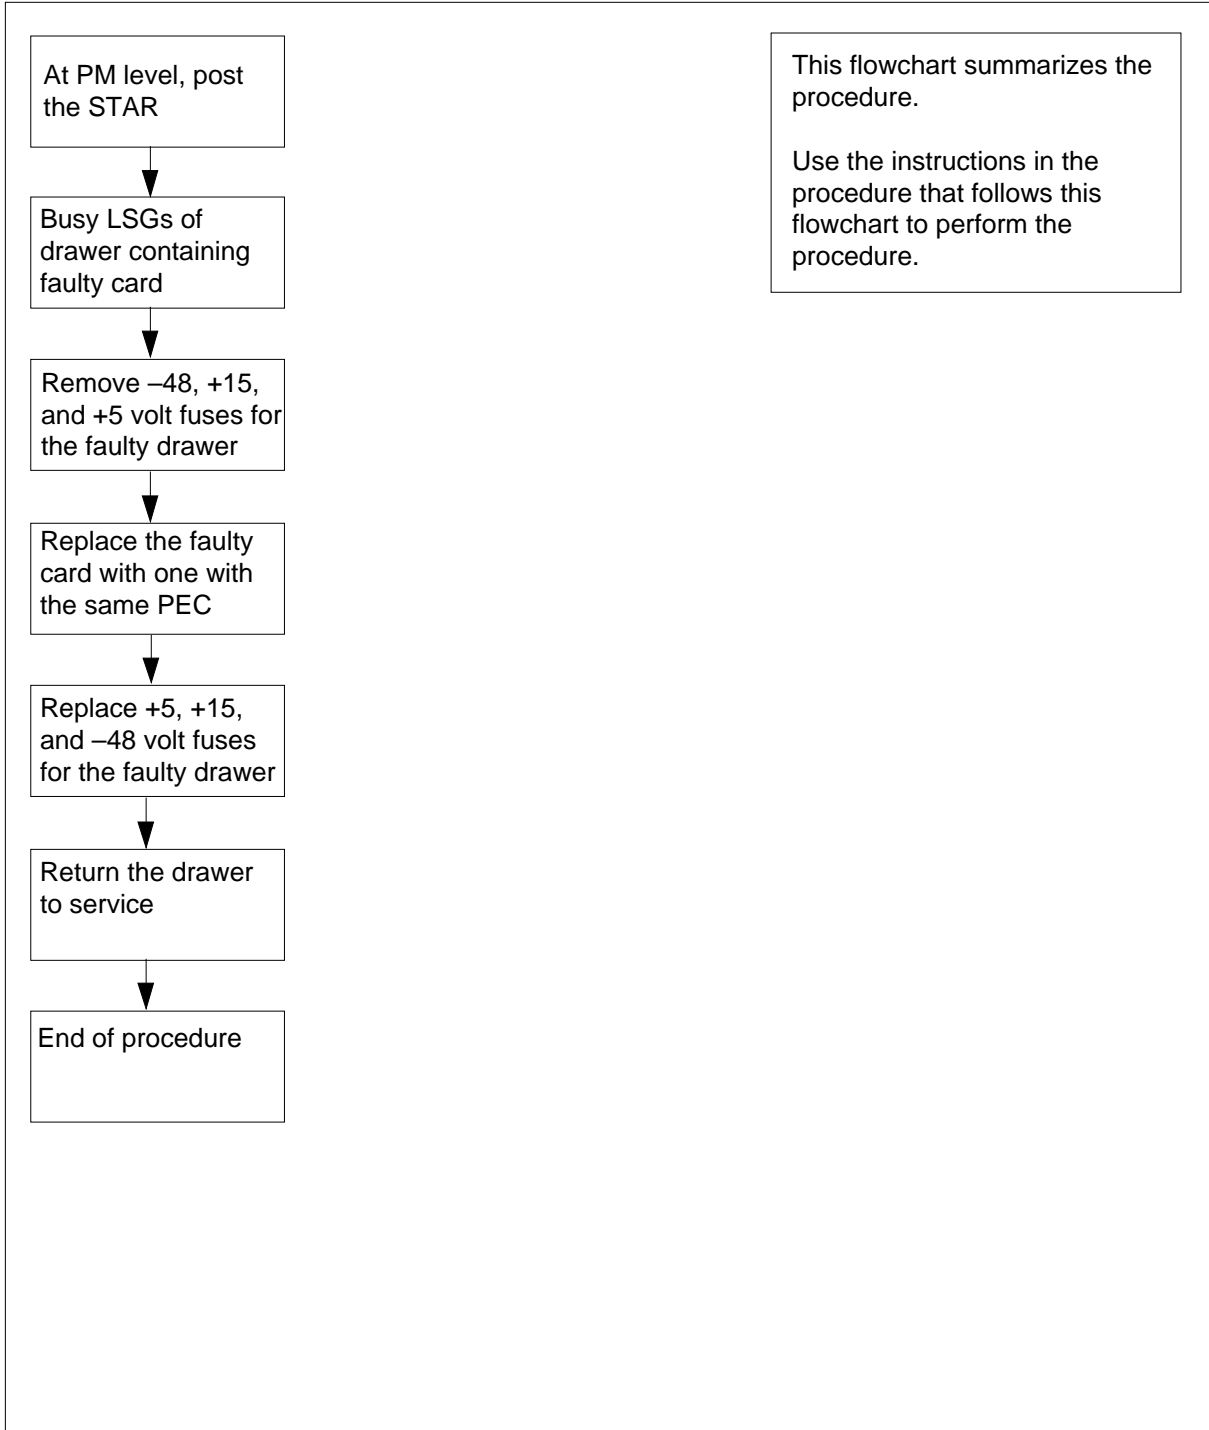 At PM level, post
the STAR
Busy LSGs of
drawer containing
faulty card
Remove –48, +15,
and +5 volt fuses for
the faulty drawer
Replace the faulty
card with one with
the same PEC
Replace +5, +15,
and –48 volt fuses
for the faulty drawer
Return the drawer
to service
End of procedure
This flowchart summarizes the
procedure.
Use the instructions in the
procedure that follows this
flowchart to perform the
procedure.